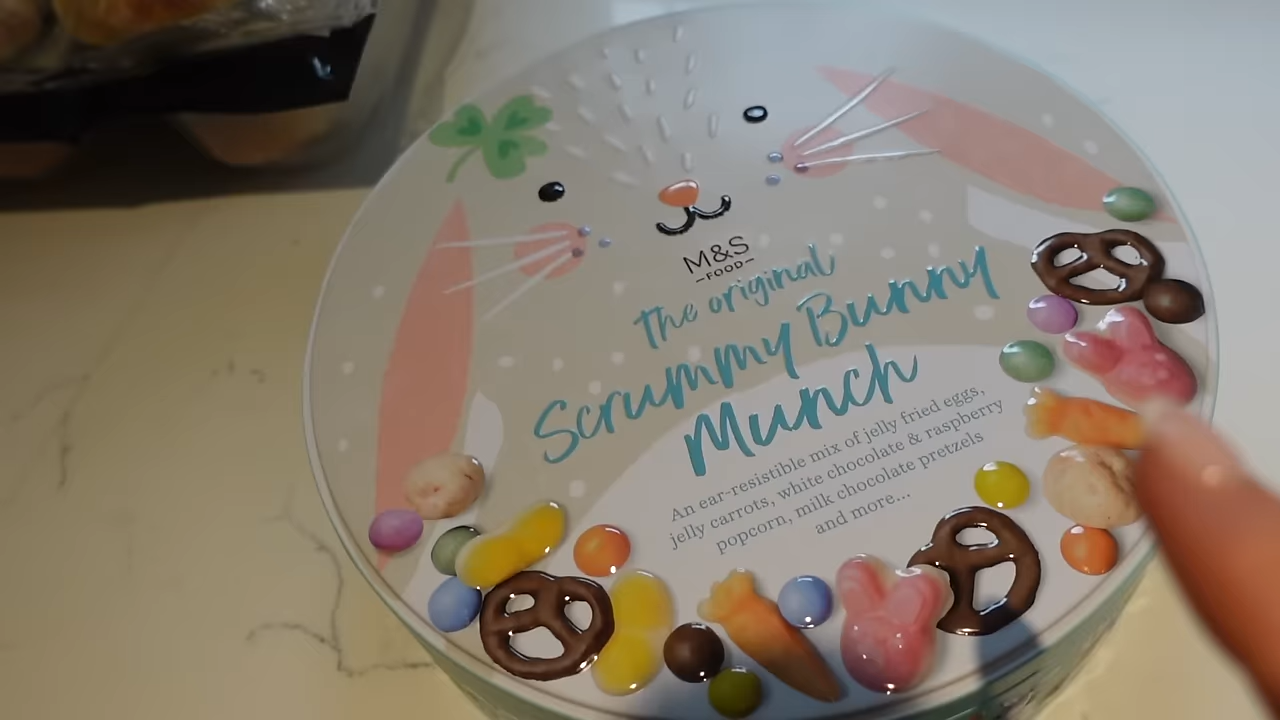 M&S
—FOOD—
The original
Scrummy Bunny
Munch
An ear-resistible mix of jelly fried eggs,
jelly carrots, white chocolate & raspberry
popcorn, milk chocolate pretzels
and more...